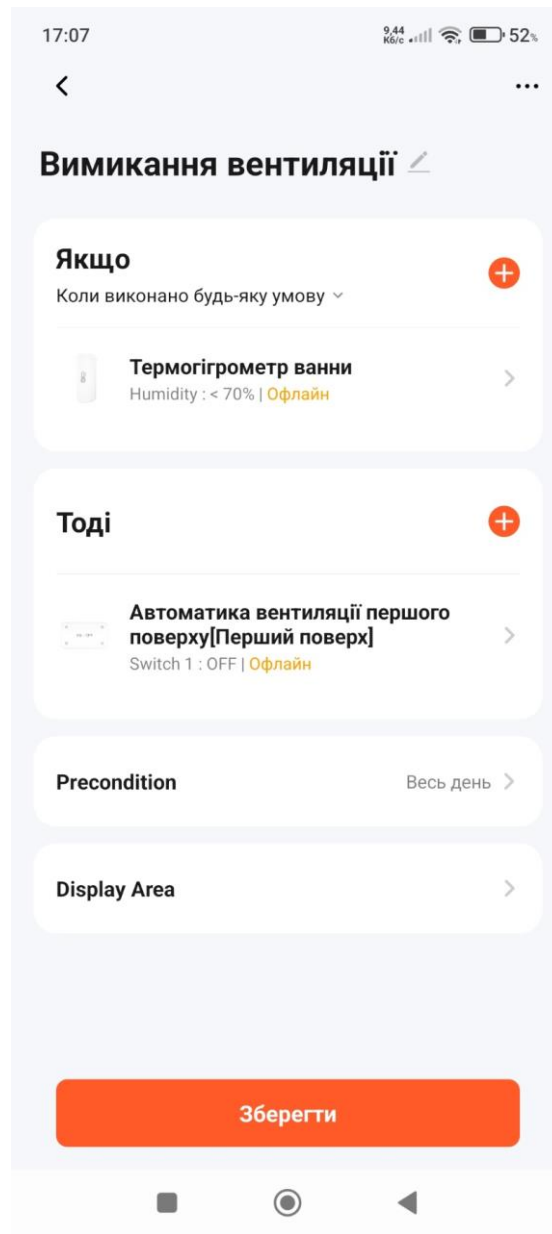 17:07
9,44
Кб/с
52%
Вимикання вентиляції
Якщо
Коли виконано будь-яку умову
Термогігрометр ванни
Humidity : < 70% | Офлайн
Тоді
Автоматика вентиляції першого
поверху[Перший поверх]
Switch 1 : OFF | Офлайн
Precondition
Весь день
Display Area
Зберегти